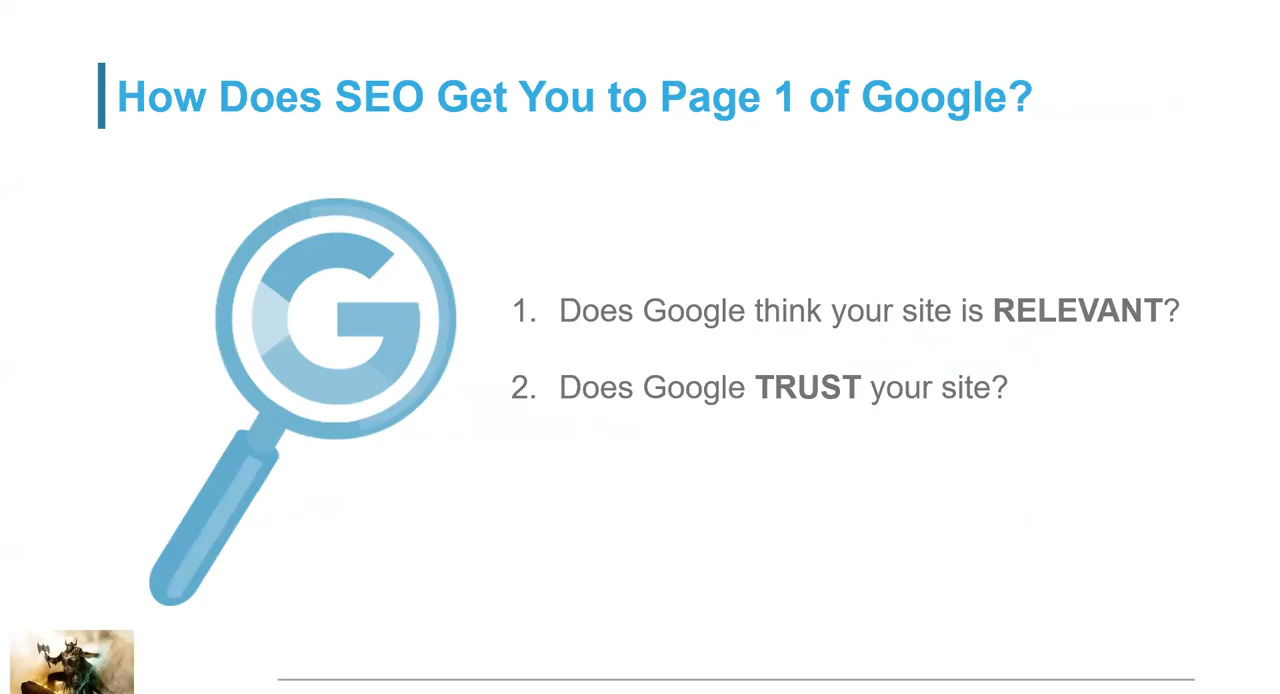 How Does SEO Get You to Page 1 of Google?
1. Does Google think your site is RELEVANT?
2. Does Google TRUST your site?